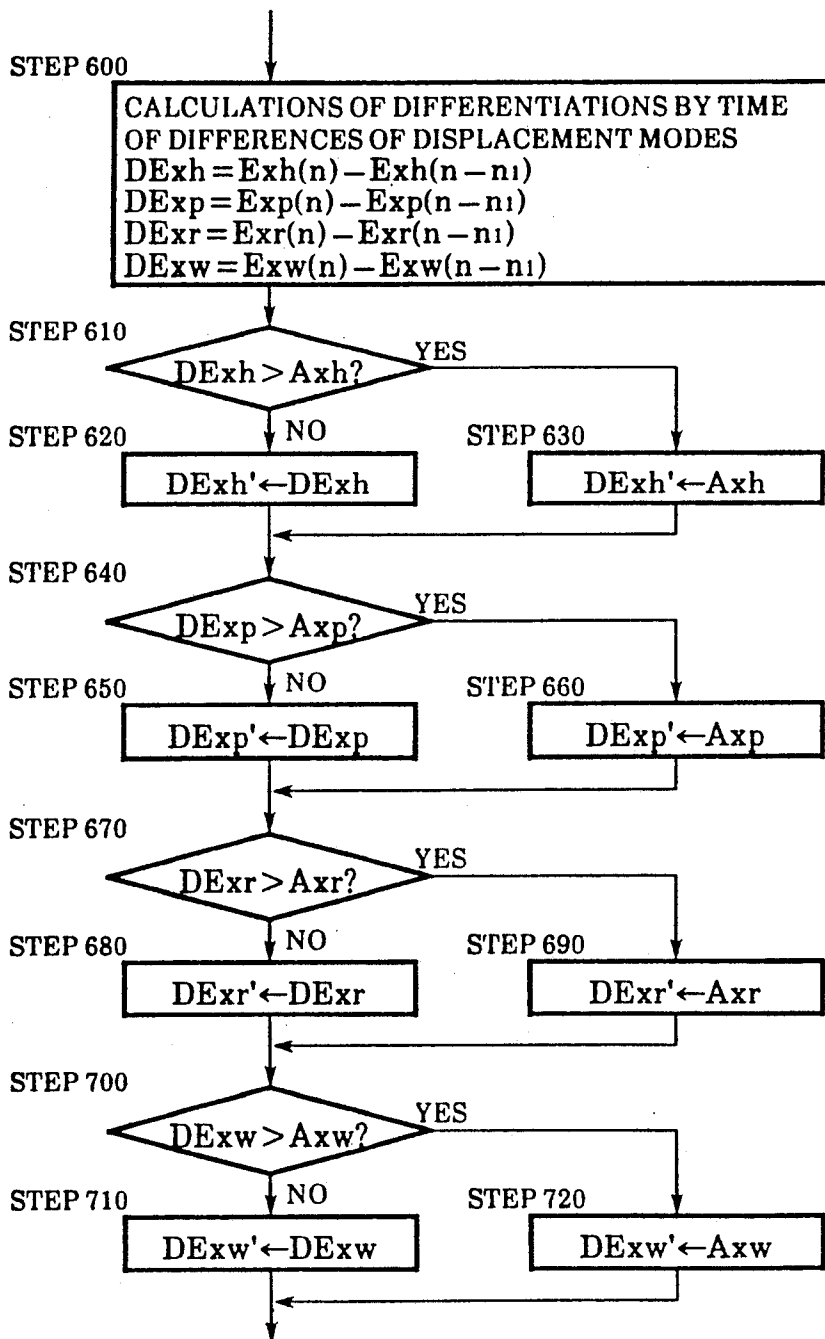 STEP 600
CALCULATIONS OF DIFFERENTIATIONS BY TIME
OF DIFFERENCES OF DISPLACEMENT MODES
DExh = Exh(n) – Exh(n – n1)
DExp = Exp(n) – Exp(n – n1)
DExr = Exr(n) – Exr(n – n1)
DExw = Exw(n) – Exw(n – n1)
STEP 610
DExh > Axh?
YES
NO
STEP 620
DExh' ← DExh
STEP 630
DExh' ← Axh
STEP 640
DExp > Axp?
YES
NO
STEP 650
DExp' ← DExp
STEP 660
DExp' ← Axp
STEP 670
DExr > Axr?
YES
NO
STEP 680
DExr' ← DExr
STEP 690
DExr' ← Axr
STEP 700
DExw > Axw?
YES
NO
STEP 710
DExw' ← DExw
STEP 720
DExw' ← Axw